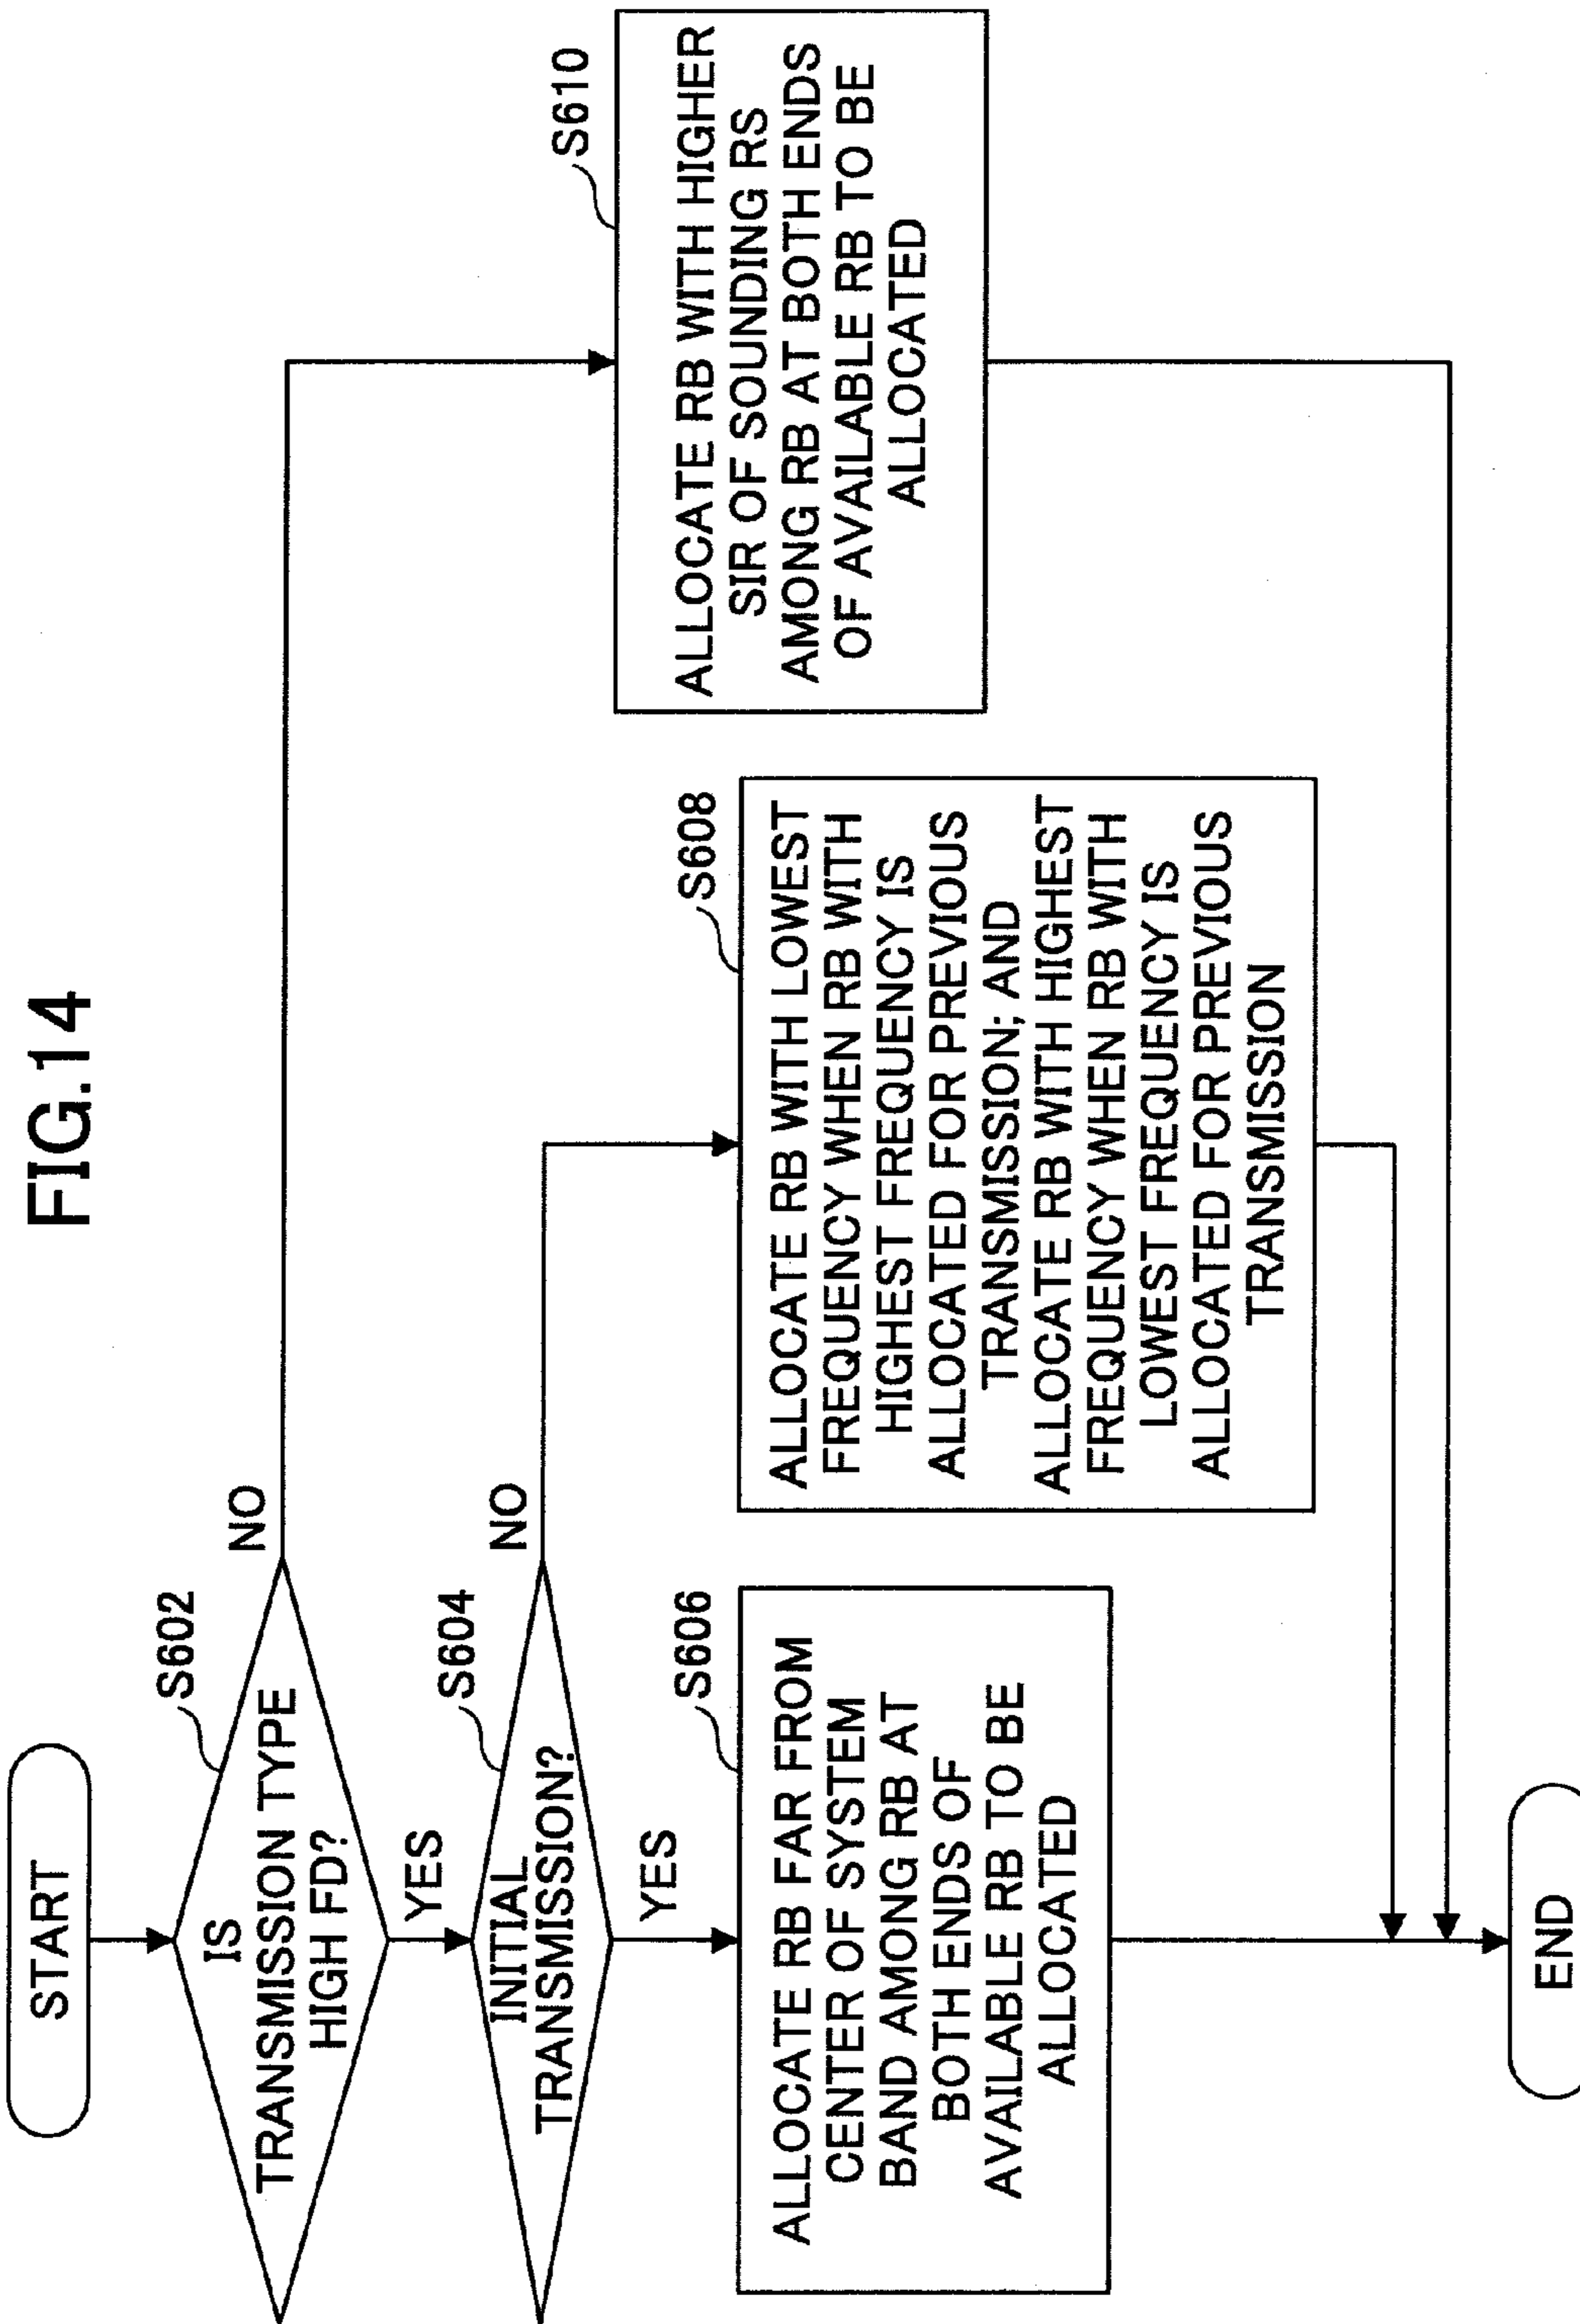 FIG.14
START
S602
IS
TRANSMISSION TYPE
HIGH FD?
NO
YES
S604
INITIAL
TRANSMISSION?
NO
YES
S606
ALLOCATE RB FAR FROM
CENTER OF SYSTEM
BAND AMONG RB AT
BOTH ENDS OF
AVAILABLE RB TO BE
ALLOCATED
S608
ALLOCATE RB WITH LOWEST
FREQUENCY WHEN RB WITH
HIGHEST FREQUENCY IS
ALLOCATED FOR PREVIOUS
TRANSMISSION; AND
ALLOCATE RB WITH HIGHEST
FREQUENCY WHEN RB WITH
LOWEST FREQUENCY IS
ALLOCATED FOR PREVIOUS
TRANSMISSION
S610
ALLOCATE RB WITH HIGHER
SIR OF SOUNDING RS
AMONG RB AT BOTH ENDS
OF AVAILABLE RB TO BE
ALLOCATED
END